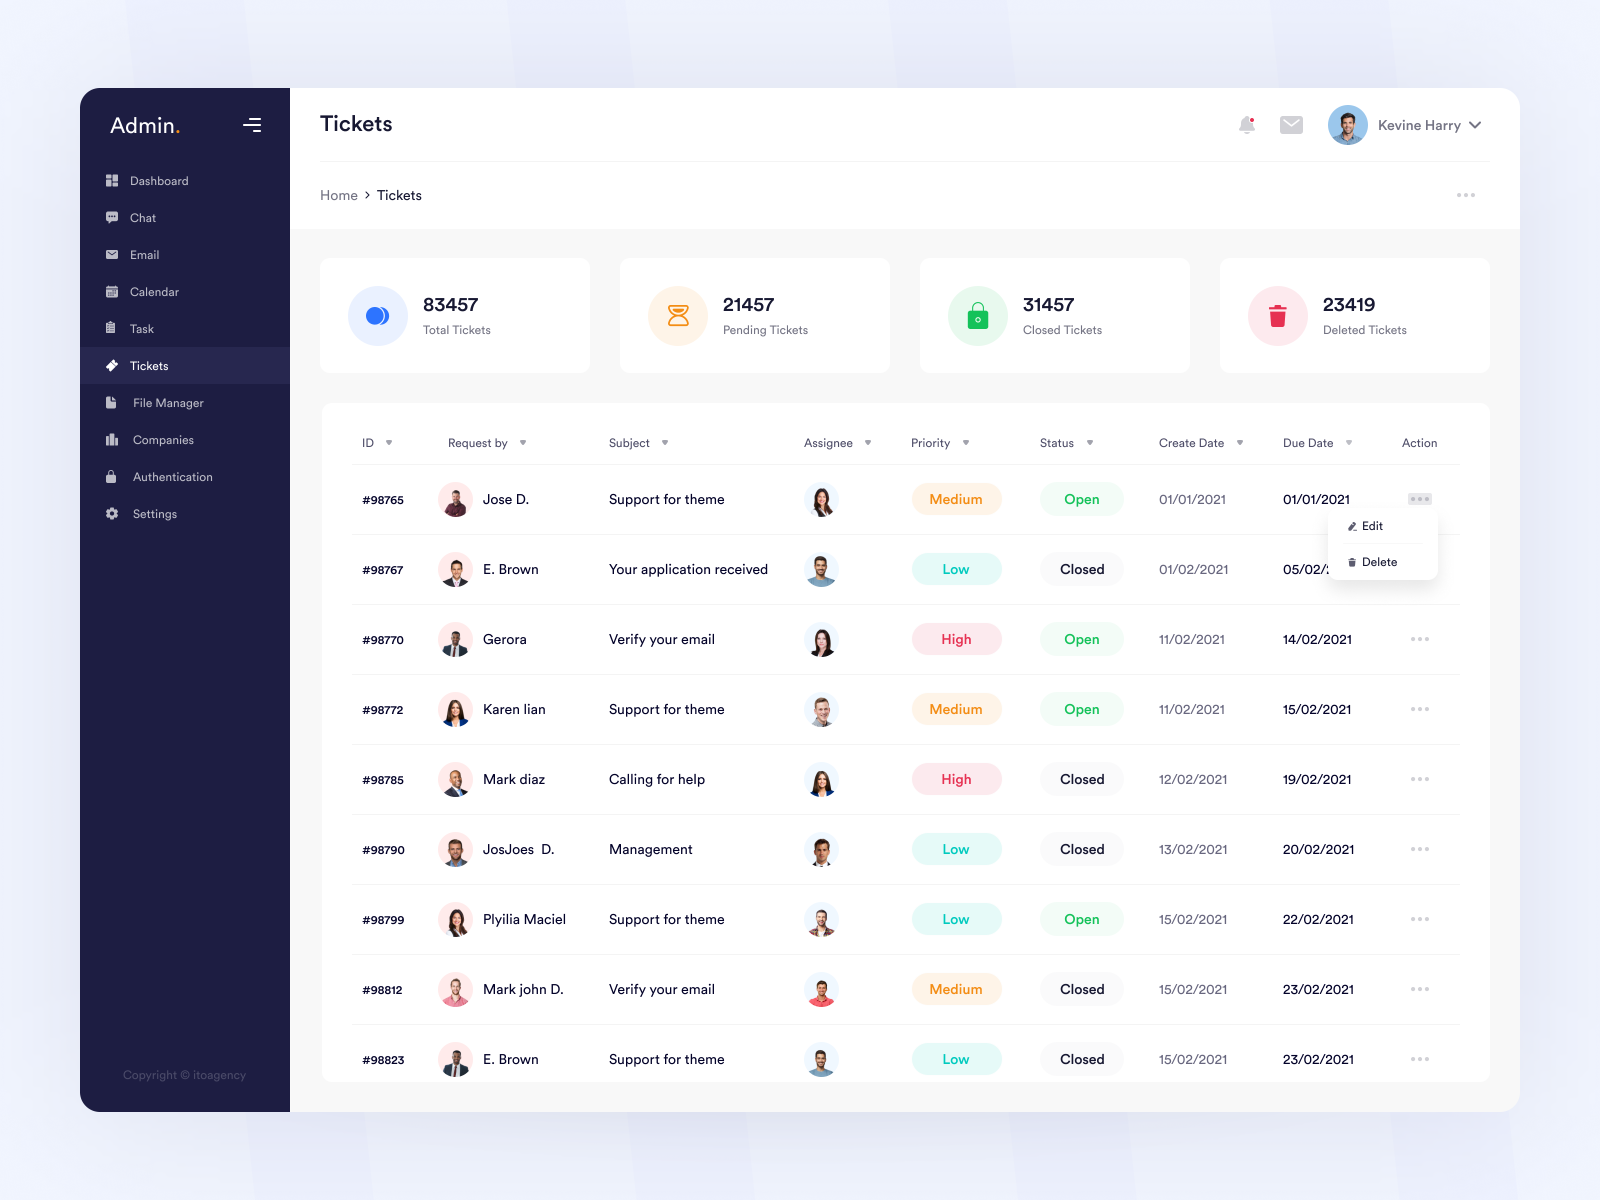 Admin.
Dashboard
Chat
Email
Calendar
Task
Tickets
File Manager
Companies
Authentication
Settings
Copyright © itoagency
Tickets
Kevine Harry
Home > Tickets
83457
Total Tickets
21457
Pending Tickets
31457
Closed Tickets
23419
Deleted Tickets
ID Request by Subject Assignee Priority Status Create Date Due Date Action
#98765 Jose D. Support for theme Medium Open 01/01/2021 01/01/2021
Edit
Delete
#98767 E. Brown Your application received Low Closed 01/02/2021 05/02/
#98770 Gerora Verify your email High Open 11/02/2021 14/02/2021
#98772 Karen lian Support for theme Medium Open 11/02/2021 15/02/2021
#98785 Mark diaz Calling for help High Closed 12/02/2021 19/02/2021
#98790 JosJoes D. Management Low Closed 13/02/2021 20/02/2021
#98799 Plyilia Maciel Support for theme Low Open 15/02/2021 22/02/2021
#98812 Mark john D. Verify your email Medium Closed 15/02/2021 23/02/2021
#98823 E. Brown Support for theme Low Closed 15/02/2021 23/02/2021